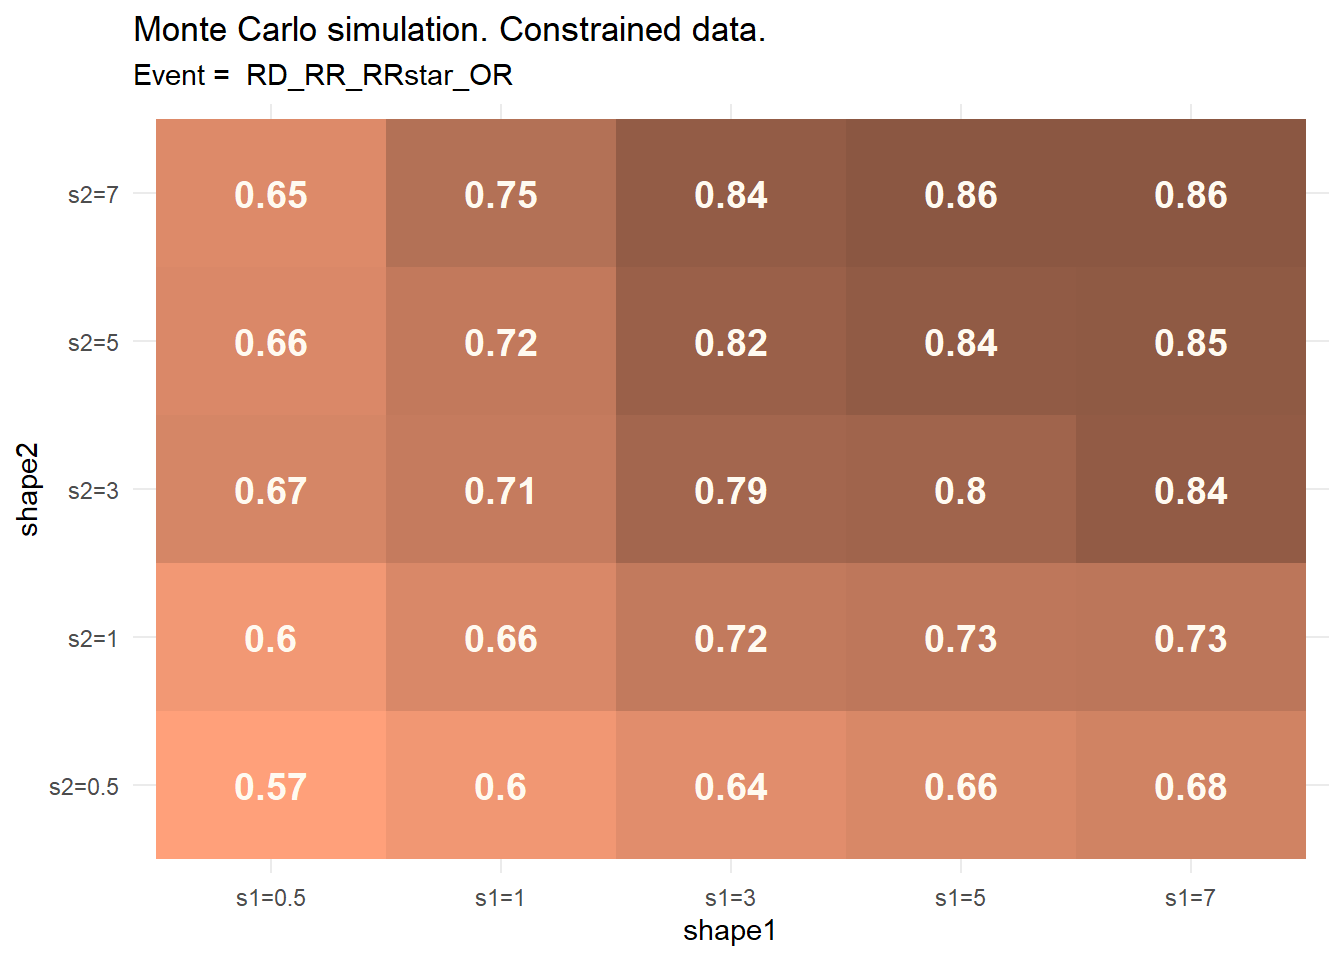 Monte Carlo simulation. Constrained data.
Event =  RD_RR_RRstar_OR
shape2
s2=7 0.65 0.75 0.84 0.86 0.86
s2=5 0.66 0.72 0.82 0.84 0.85
s2=3 0.67 0.71 0.79 0.8 0.84
s2=1 0.6 0.66 0.72 0.73 0.73
s2=0.5 0.57 0.6 0.64 0.66 0.68
s1=0.5 s1=1 s1=3 s1=5 s1=7
shape1